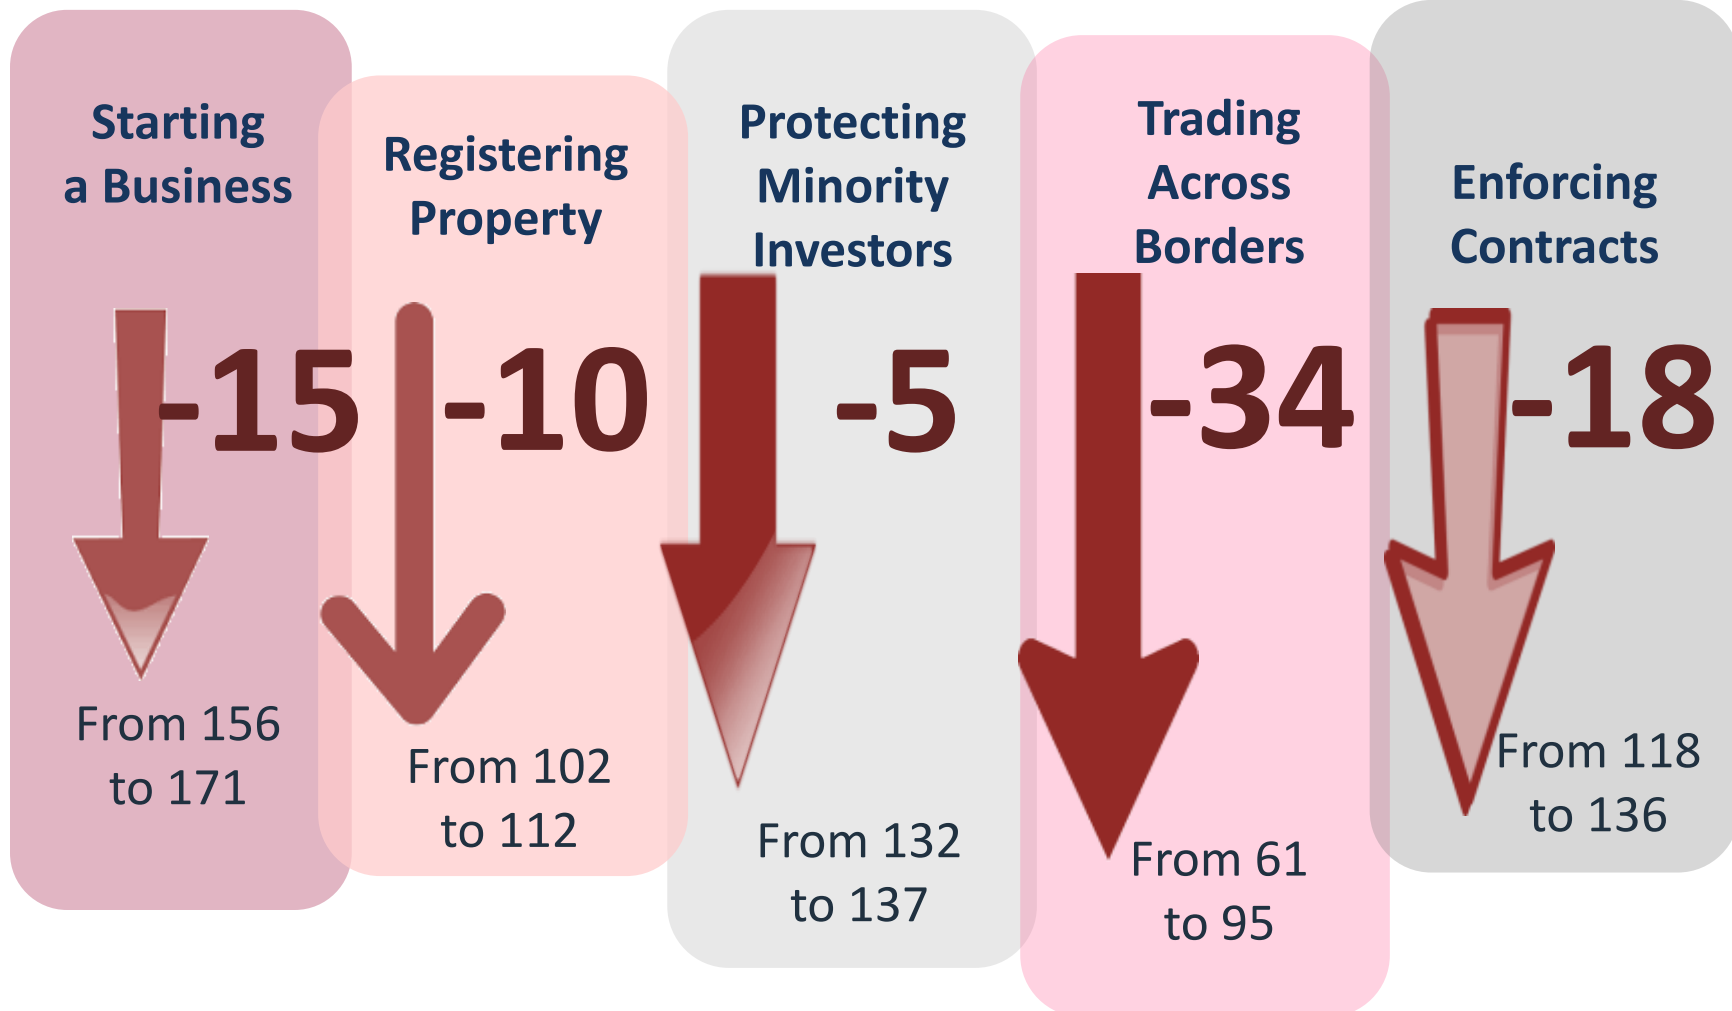 Starting
a Business
-15
From 156
to 171
Registering
Property
-10
From 102
to 112
Protecting
Minority
Investors
-5
From 132
to 137
Trading
Across
Borders
-34
From 61
to 95
Enforcing
Contracts
-18
From 118
to 136